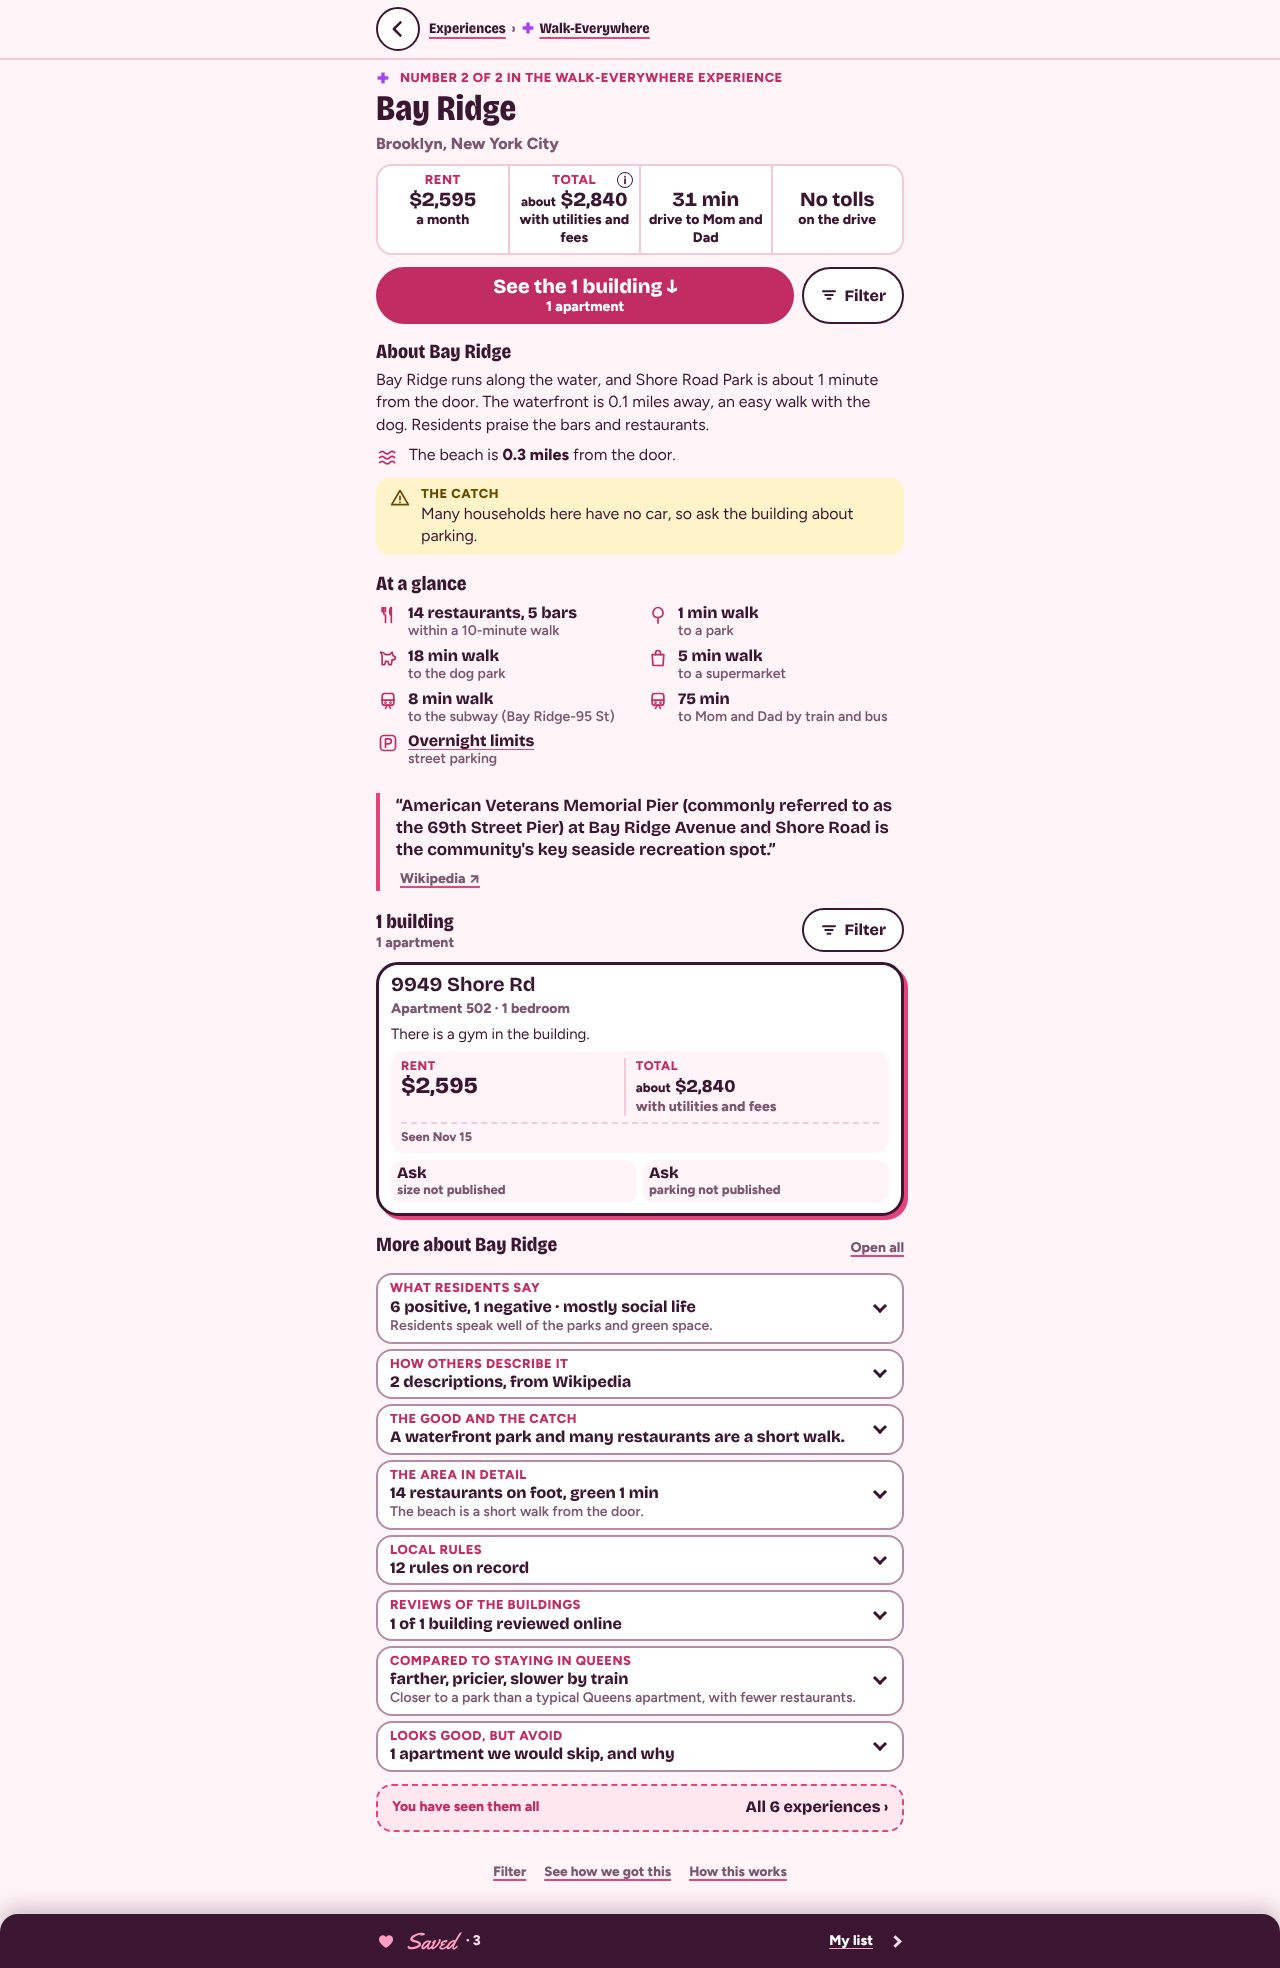 Experiences › Walk-Everywhere
NUMBER 2 OF 2 IN THE WALK-EVERYWHERE EXPERIENCE
Bay Ridge
Brooklyn, New York City
RENT
$2,595
a month
TOTAL
about $2,840
with utilities and
fees
31 min
drive to Mom and
Dad
No tolls
on the drive
See the 1 building ↓
1 apartment
Filter
About Bay Ridge
Bay Ridge runs along the water, and Shore Road Park is about 1 minute
from the door. The waterfront is 0.1 miles away, an easy walk with the
dog. Residents praise the bars and restaurants.
The beach is 0.3 miles from the door.
THE CATCH
Many households here have no car, so ask the building about
parking.
At a glance
14 restaurants, 5 bars
within a 10-minute walk
1 min walk
to a park
18 min walk
to the dog park
5 min walk
to a supermarket
8 min walk
to the subway (Bay Ridge-95 St)
75 min
to Mom and Dad by train and bus
Overnight limits
street parking
“American Veterans Memorial Pier (commonly referred to as
the 69th Street Pier) at Bay Ridge Avenue and Shore Road is
the community's key seaside recreation spot.”
Wikipedia ↗
1 building
1 apartment
Filter
9949 Shore Rd
Apartment 502 · 1 bedroom
There is a gym in the building.
RENT
$2,595
TOTAL
about $2,840
with utilities and fees
Seen Nov 15
Ask
size not published
Ask
parking not published
More about Bay Ridge
Open all
WHAT RESIDENTS SAY
6 positive, 1 negative · mostly social life
Residents speak well of the parks and green space.
HOW OTHERS DESCRIBE IT
2 descriptions, from Wikipedia
THE GOOD AND THE CATCH
A waterfront park and many restaurants are a short walk.
THE AREA IN DETAIL
14 restaurants on foot, green 1 min
The beach is a short walk from the door.
LOCAL RULES
12 rules on record
REVIEWS OF THE BUILDINGS
1 of 1 building reviewed online
COMPARED TO STAYING IN QUEENS
farther, pricier, slower by train
Closer to a park than a typical Queens apartment, with fewer restaurants.
LOOKS GOOD, BUT AVOID
1 apartment we would skip, and why
You have seen them all
All 6 experiences ›
Filter
See how we got this
How this works
Saved · 3
My list